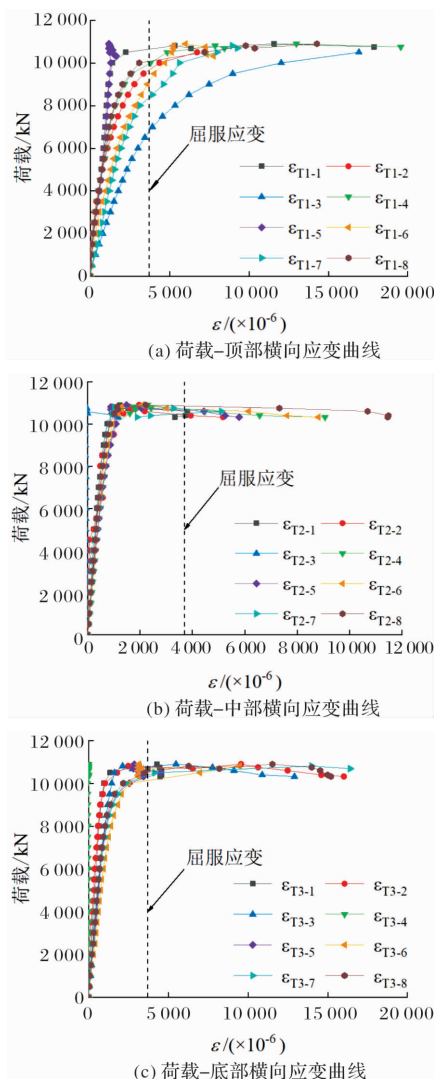 12 000
10 000
8 000
6 000
4 000
2 000
0
荷载/kN
屈服应变
εT1-1 εT1-2
εT1-3 εT1-4
εT1-5 εT1-6
εT1-7 εT1-8
0 5 000 10 000 15 000 20 000
ε/(×10-6)
(a) 荷载–顶部横向应变曲线
12 000
10 000
8 000
6 000
4 000
2 000
0
荷载/kN
屈服应变
εT2-1 εT2-2
εT2-3 εT2-4
εT2-5 εT2-6
εT2-7 εT2-8
0 2 000 4 000 6 000 8 000 10 000 12 000
ε/(×10-6)
(b) 荷载–中部横向应变曲线
12 000
10 000
8 000
6 000
4 000
2 000
0
荷载/kN
屈服应变
εT3-1 εT3-2
εT3-3 εT3-4
εT3-5 εT3-6
εT3-7 εT3-8
0 5 000 10 000 15 000 20 000
ε/(×10-6)
(c) 荷载–底部横向应变曲线